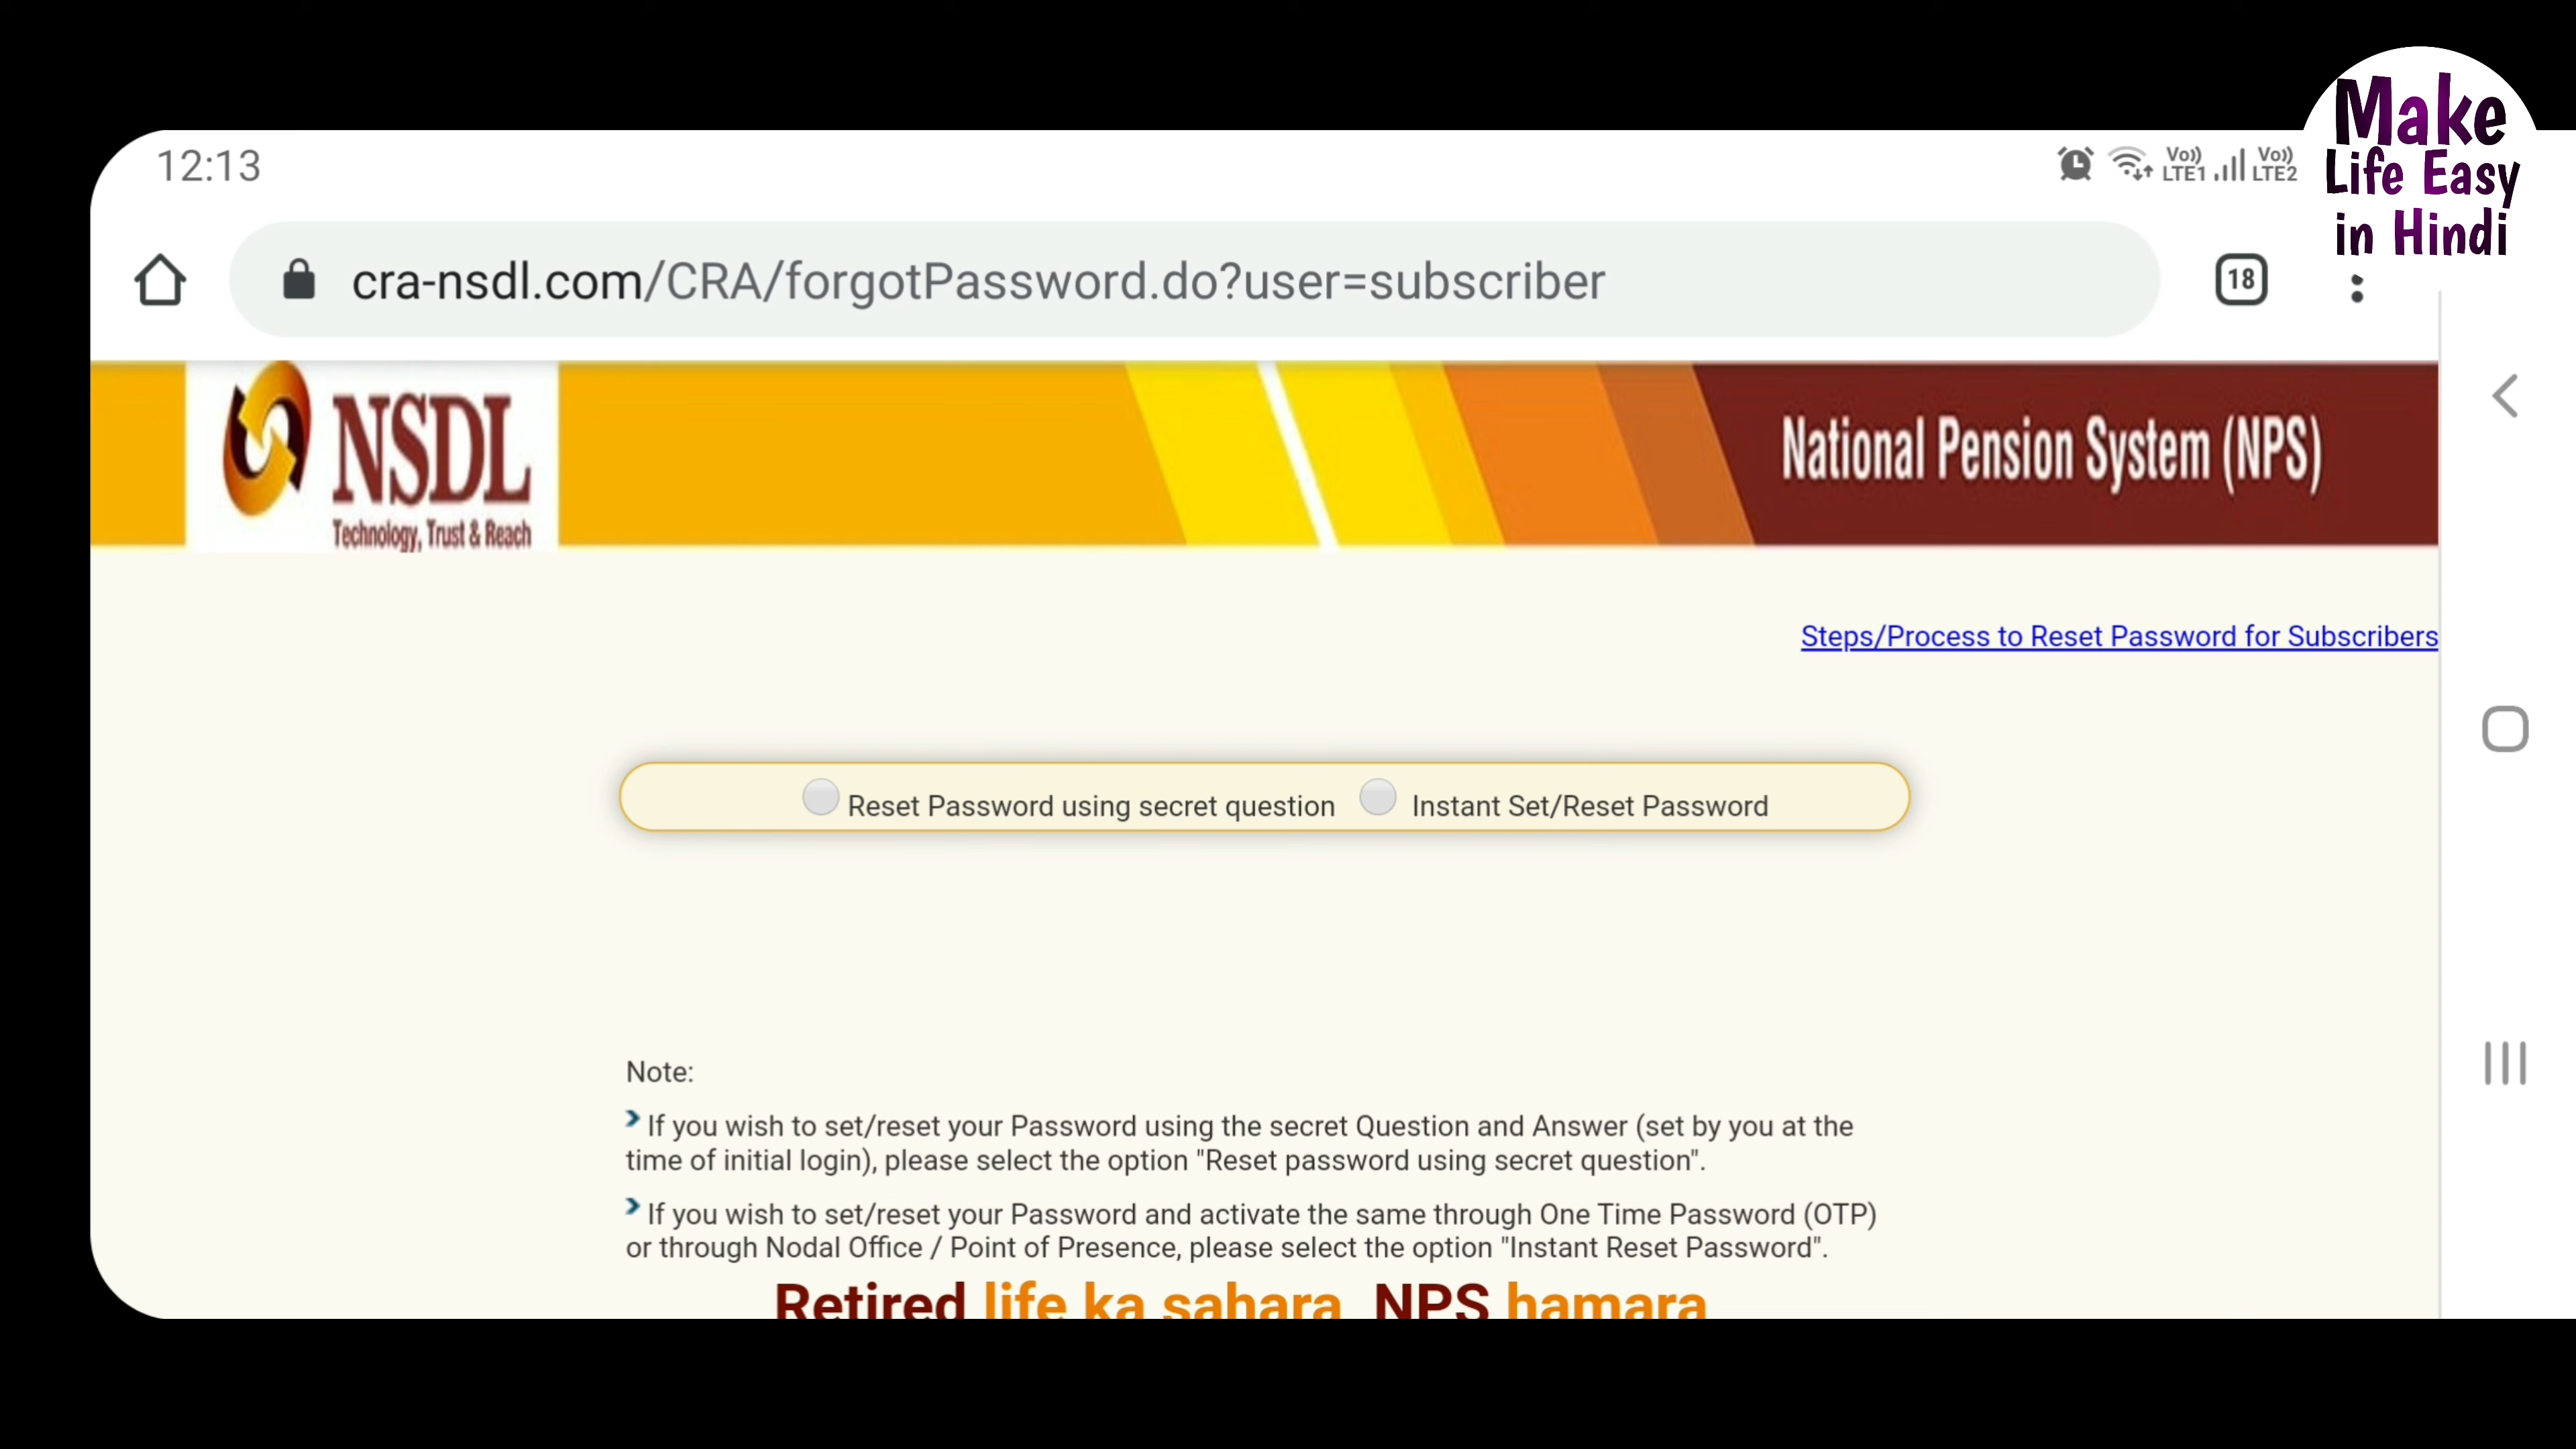 12:13
Vo)) LTE1 Vo)) LTE2
Make
Life Easy
in Hindi
cra-nsdl.com/CRA/forgotPassword.do?user=subscriber
18
NSDL
Technology, Trust & Reach
National Pension System (NPS)
Steps/Process to Reset Password for Subscribers
Reset Password using secret question Instant Set/Reset Password
Note:
If you wish to set/reset your Password using the secret Question and Answer (set by you at the
time of initial login), please select the option "Reset password using secret question".
If you wish to set/reset your Password and activate the same through One Time Password (OTP)
or through Nodal Office / Point of Presence, please select the option "Instant Reset Password".
Retired life ka sahara NPS hamara